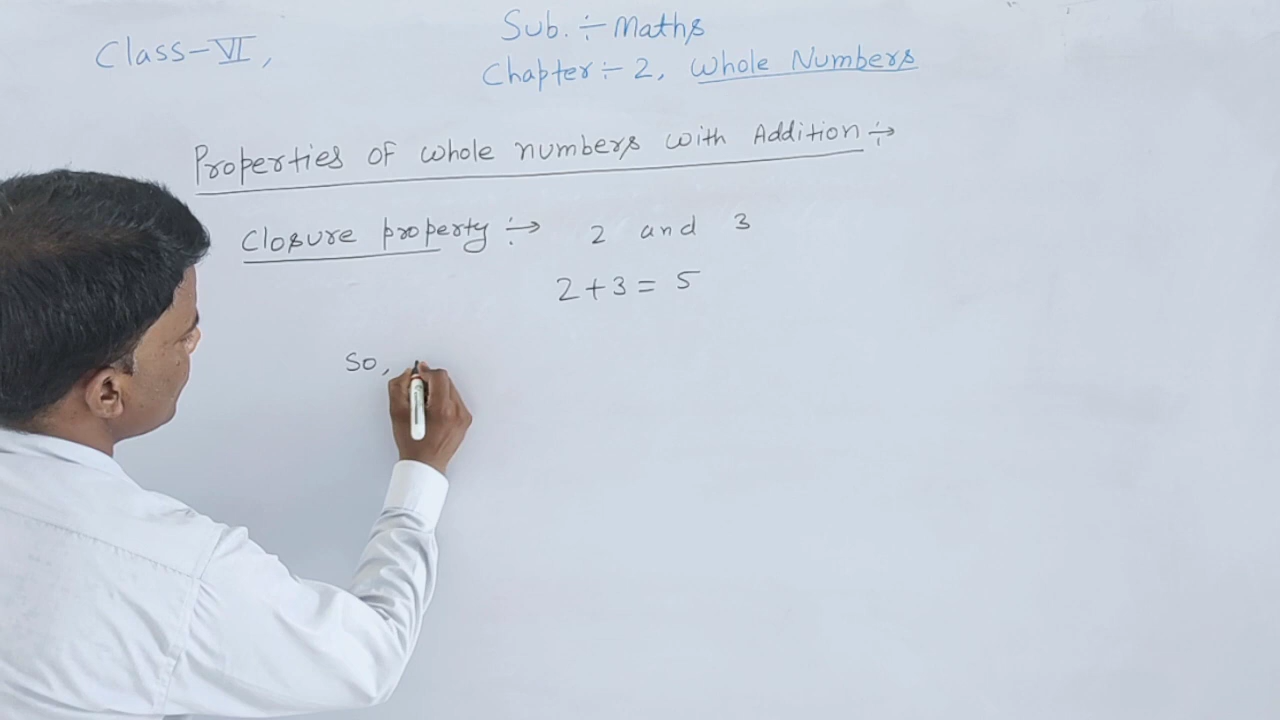 Class-VI,
Sub. :- Maths
Chapter :- 2, Whole Numbers
Properties OF whole numbers with Addition :→
Closure property :→ 2 and 3
2+3 = 5
So,